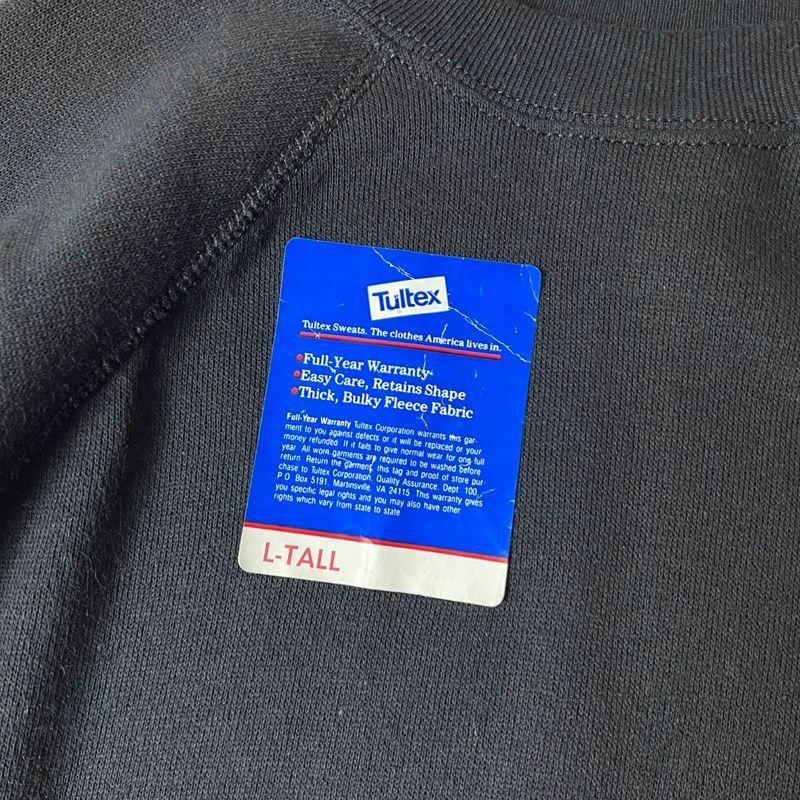 Tultex
Tultex Sweats. The clothes America lives in.
•Full-Year Warranty
•Easy Care, Retains Shape
•Thick, Bulky Fleece Fabric
Full-Year Warranty Tultex Corporation warrants this gar-
ment to you against defects or it will be replaced or your
money refunded. If it fails to give normal wear for one full
year. All work garments are required to be washed before
return. Return the garment, this tag and proof of store pur-
chase to Tultex Corporation. Quality Assurance. Dept 100,
P O Box 5191. Martinsville, VA 24115 This warranty gives
you specific legal rights and you may also have other
rights which vary from state to state
L-TALL